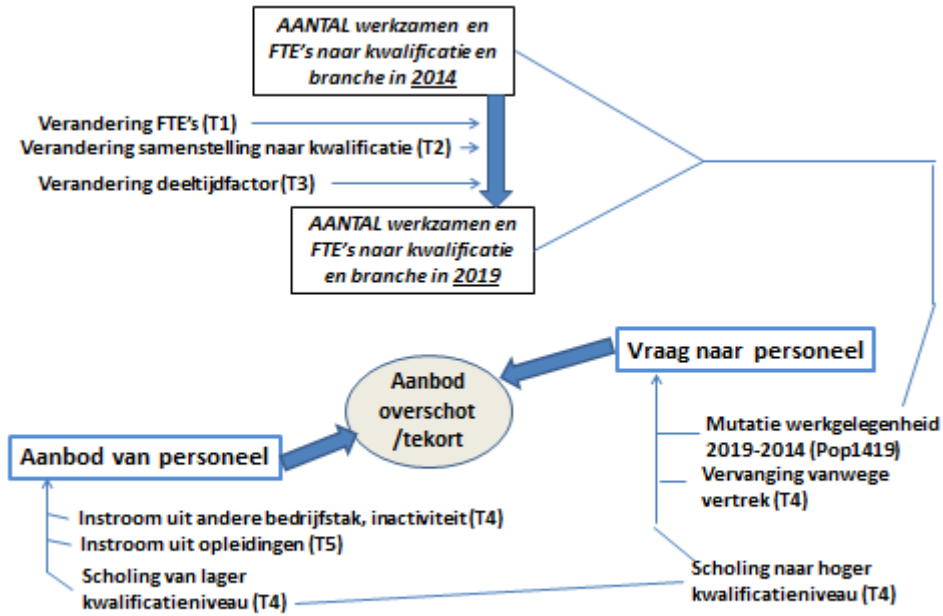 AANTAL werkzamen en
FTE's naar kwalificatie en
branche in 2014
Verandering FTE's (T1)
Verandering samenstelling naar kwalificatie (T2)
Verandering deeltijdfactor (T3)
AANTAL werkzamen en
FTE's naar kwalificatie
en branche in 2019
Vraag naar personeel
Aanbod
overschot
/tekort
Mutatie werkgelegenheid
2019-2014 (Pop1419)
Vervanging vanwege
vertrek (T4)
Aanbod van personeel
Instroom uit andere bedrijfstak, inactiviteit (T4)
Instroom uit opleidingen (T5)
Scholing van lager
kwalificatieniveau (T4)
Scholing naar hoger
kwalificatieniveau
(T4)